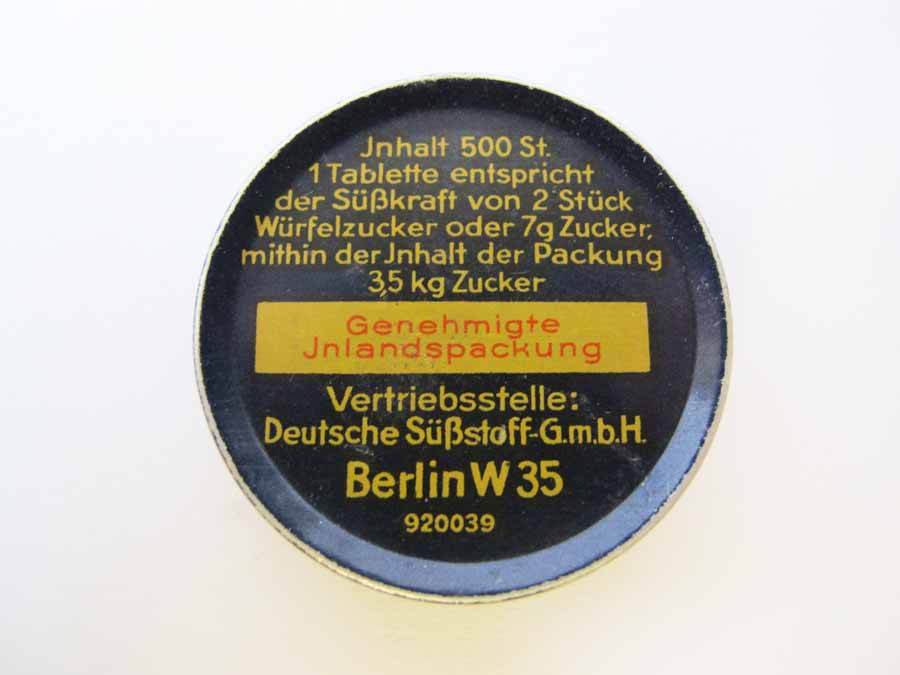 Jnhalt 500 St.
1 Tablette entspricht
der Süßkraft von 2 Stück
Würfelzucker oder 7g Zucker,
mithin der Jnhalt der Packung
3,5 kg Zucker
Genehmigte
Jnlandspackung
Vertriebsstelle:
Deutsche Süßstoff-G.m.b.H.
Berlin W 35
920039